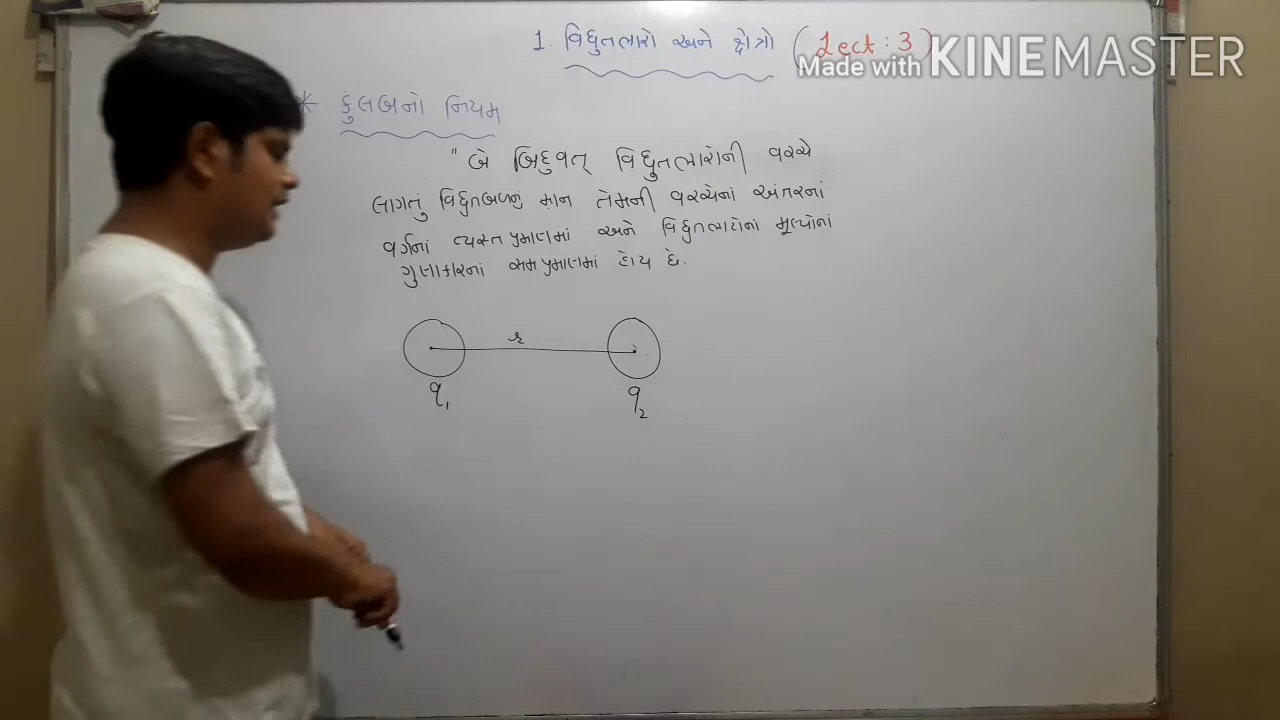 1. વિદ્યુતભારો અને ક્ષેત્રો (Lect : 3)
Made with KINEMASTER
* કુલંબનો નિયમ
" બે બિંદુવત્ વિદ્યુતભારોની વચ્ચે
લાગતું વિદ્યુતબળનું માન તેમની વચ્ચેનાં અંતરનાં
વર્ગનાં વ્યસ્ત પ્રમાણમાં અને વિદ્યુતભારોનાં મૂલ્યોનાં
ગુણાકારનાં સમપ્રમાણમાં હોય છે.
r
q₁ q₂